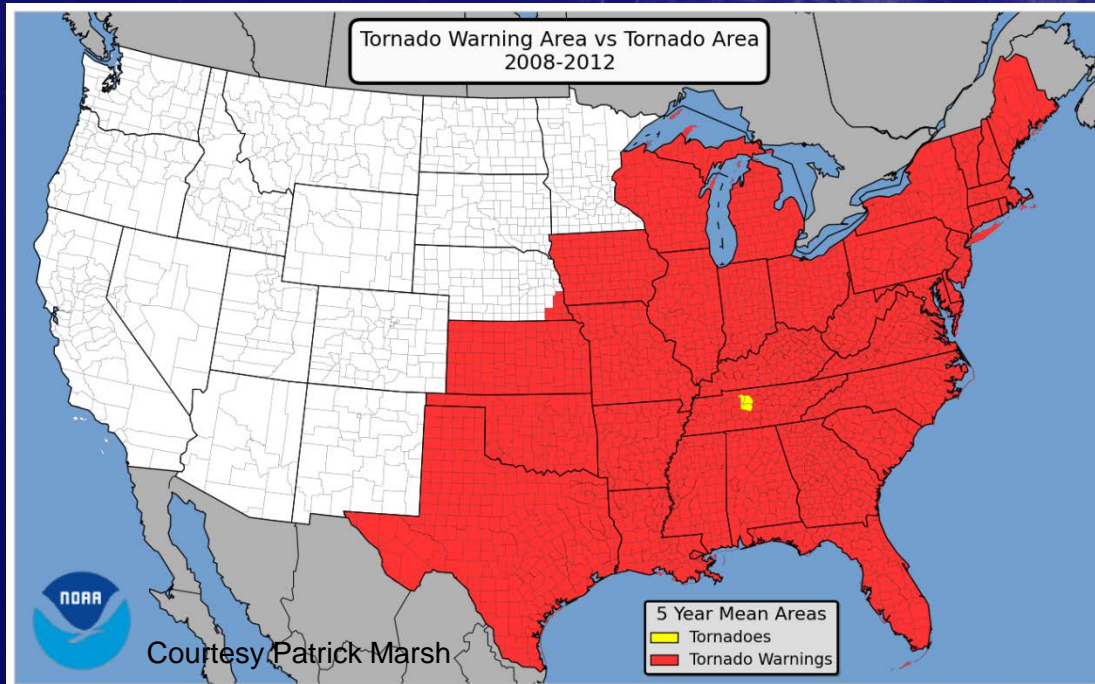 Tornado Warning Area vs Tornado Area
2008-2012
NOAA
Courtesy Patrick Marsh
5 Year Mean Areas
Tornadoes
Tornado Warnings